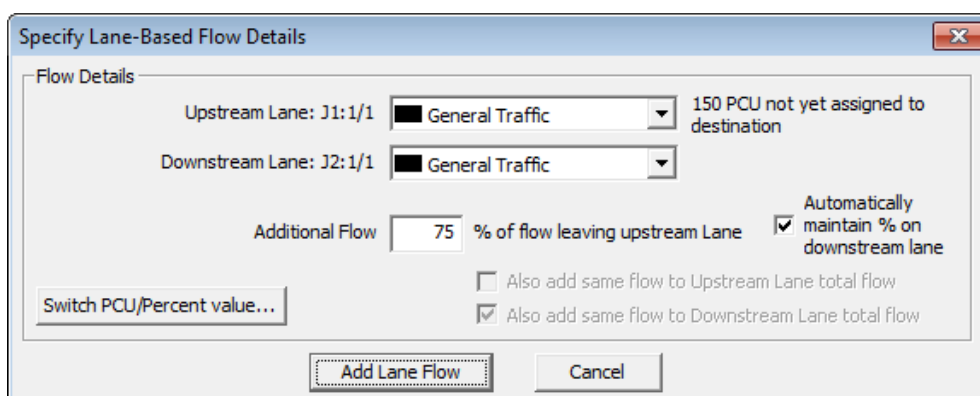 Specify Lane-Based Flow Details
Flow Details
Upstream Lane: J1:1/1 General Traffic 150 PCU not yet assigned to
destination
Downstream Lane: J2:1/1 General Traffic
Additional Flow 75 % of flow leaving upstream Lane Automatically
maintain % on
downstream lane
Also add same flow to Upstream Lane total flow
Switch PCU/Percent value...
Also add same flow to Downstream Lane total flow
Add Lane Flow Cancel